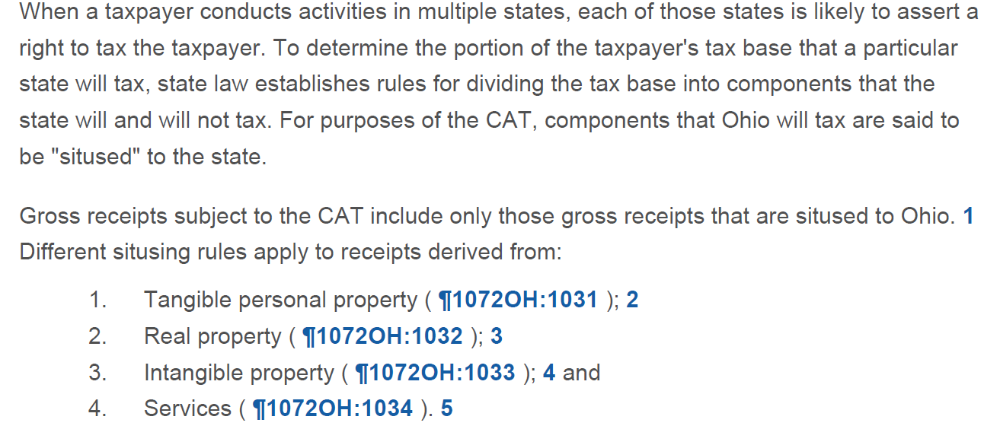 When a taxpayer conducts activities in multiple states, each of those states is likely to assert a
right to tax the taxpayer. To determine the portion of the taxpayer's tax base that a particular
state will tax, state law establishes rules for dividing the tax base into components that the
state will and will not tax. For purposes of the CAT, components that Ohio will tax are said to
be "sitused" to the state.
Gross receipts subject to the CAT include only those gross receipts that are sitused to Ohio. 1
Different situsing rules apply to receipts derived from:
1. Tangible personal property ( ¶1072OH:1031 ); 2
2. Real property ( ¶1072OH:1032 ); 3
3. Intangible property ( ¶1072OH:1033 ); 4 and
4. Services ( ¶1072OH:1034 ). 5